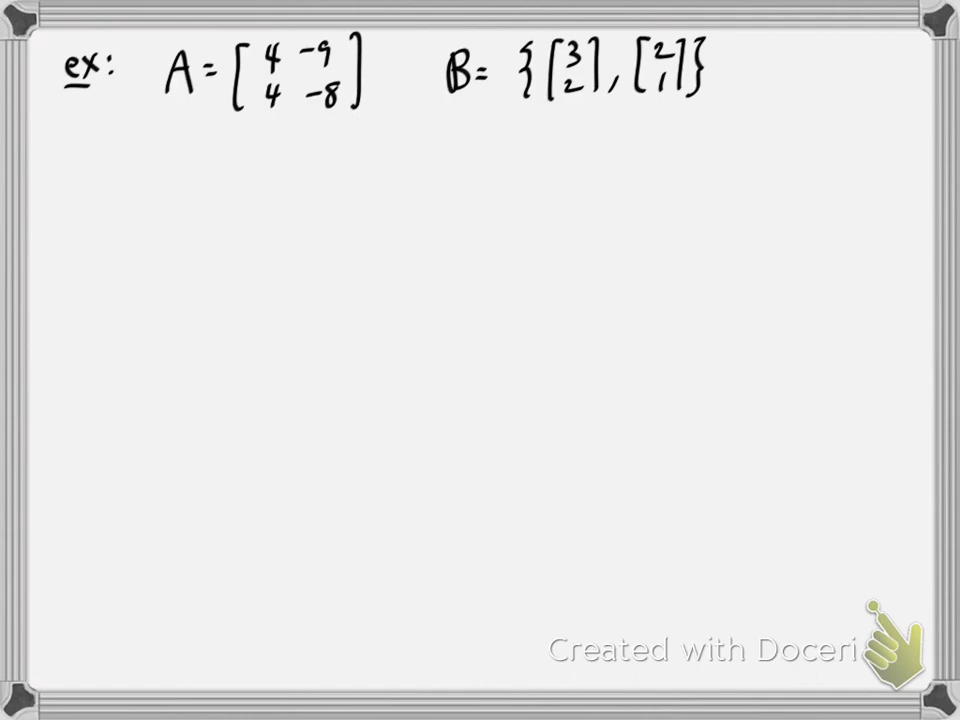 ex: A = [4 -9; 4 -8] B = {[3; 2], [2; 1]}
Created with Doceri